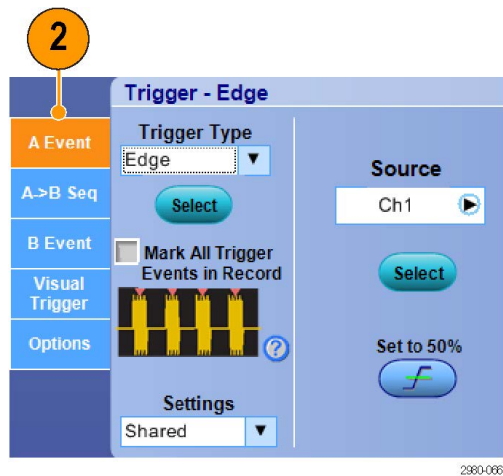 2
Trigger - Edge
A Event
A->B Seq
B Event
Visual
Trigger
Options
Trigger Type
Edge
Select
Mark All Trigger
Events in Record
?
Settings
Shared
Source
Ch1
Select
Set to 50%
2980-066